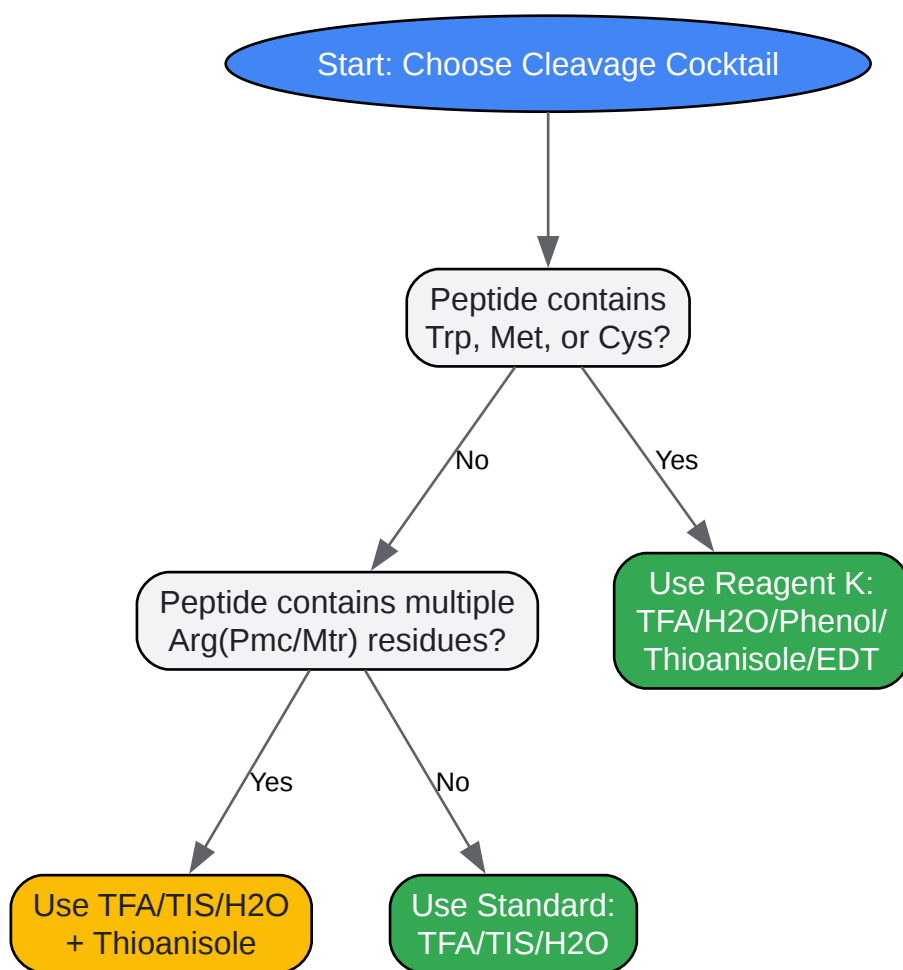 Start: Choose Cleavage Cocktail
Peptide contains
Trp, Met, or Cys?
No
Yes
Peptide contains multiple
Arg(Pmc/Mtr) residues?
Use Reagent K:
TFA/H2O/Phenol/
Thioanisole/EDT
Yes
No
Use TFA/TIS/H2O
+ Thioanisole
Use Standard:
TFA/TIS/H2O